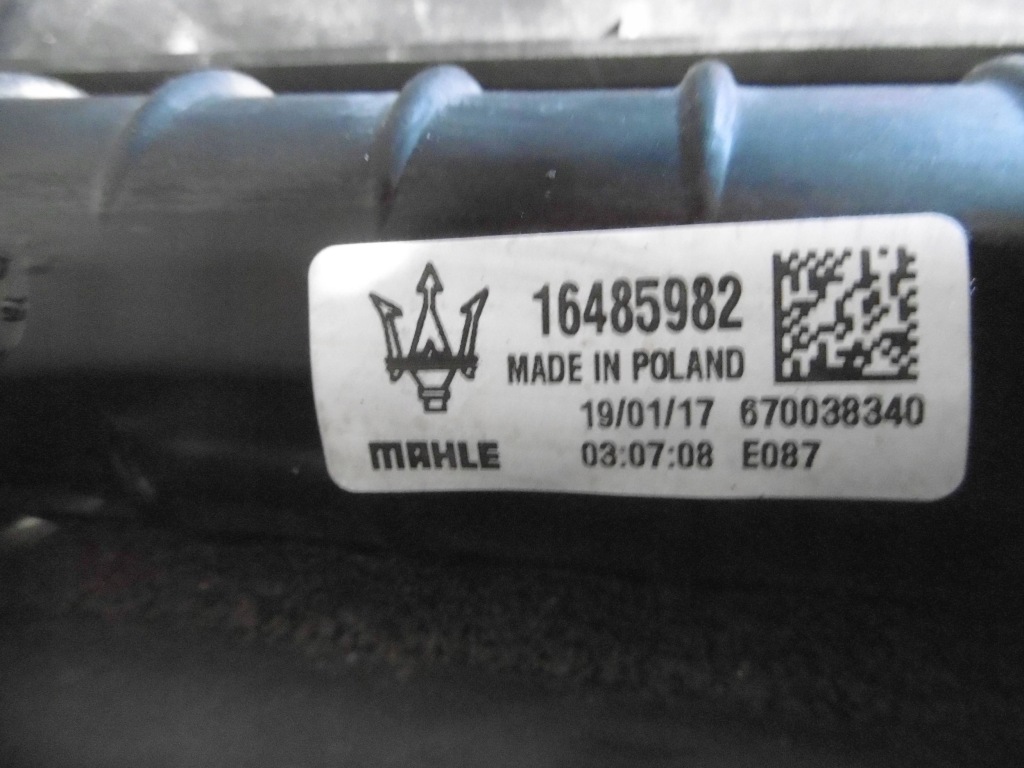 16485982
MADE IN POLAND
19/01/17 670038340
03:07:08 E087
MAHLE